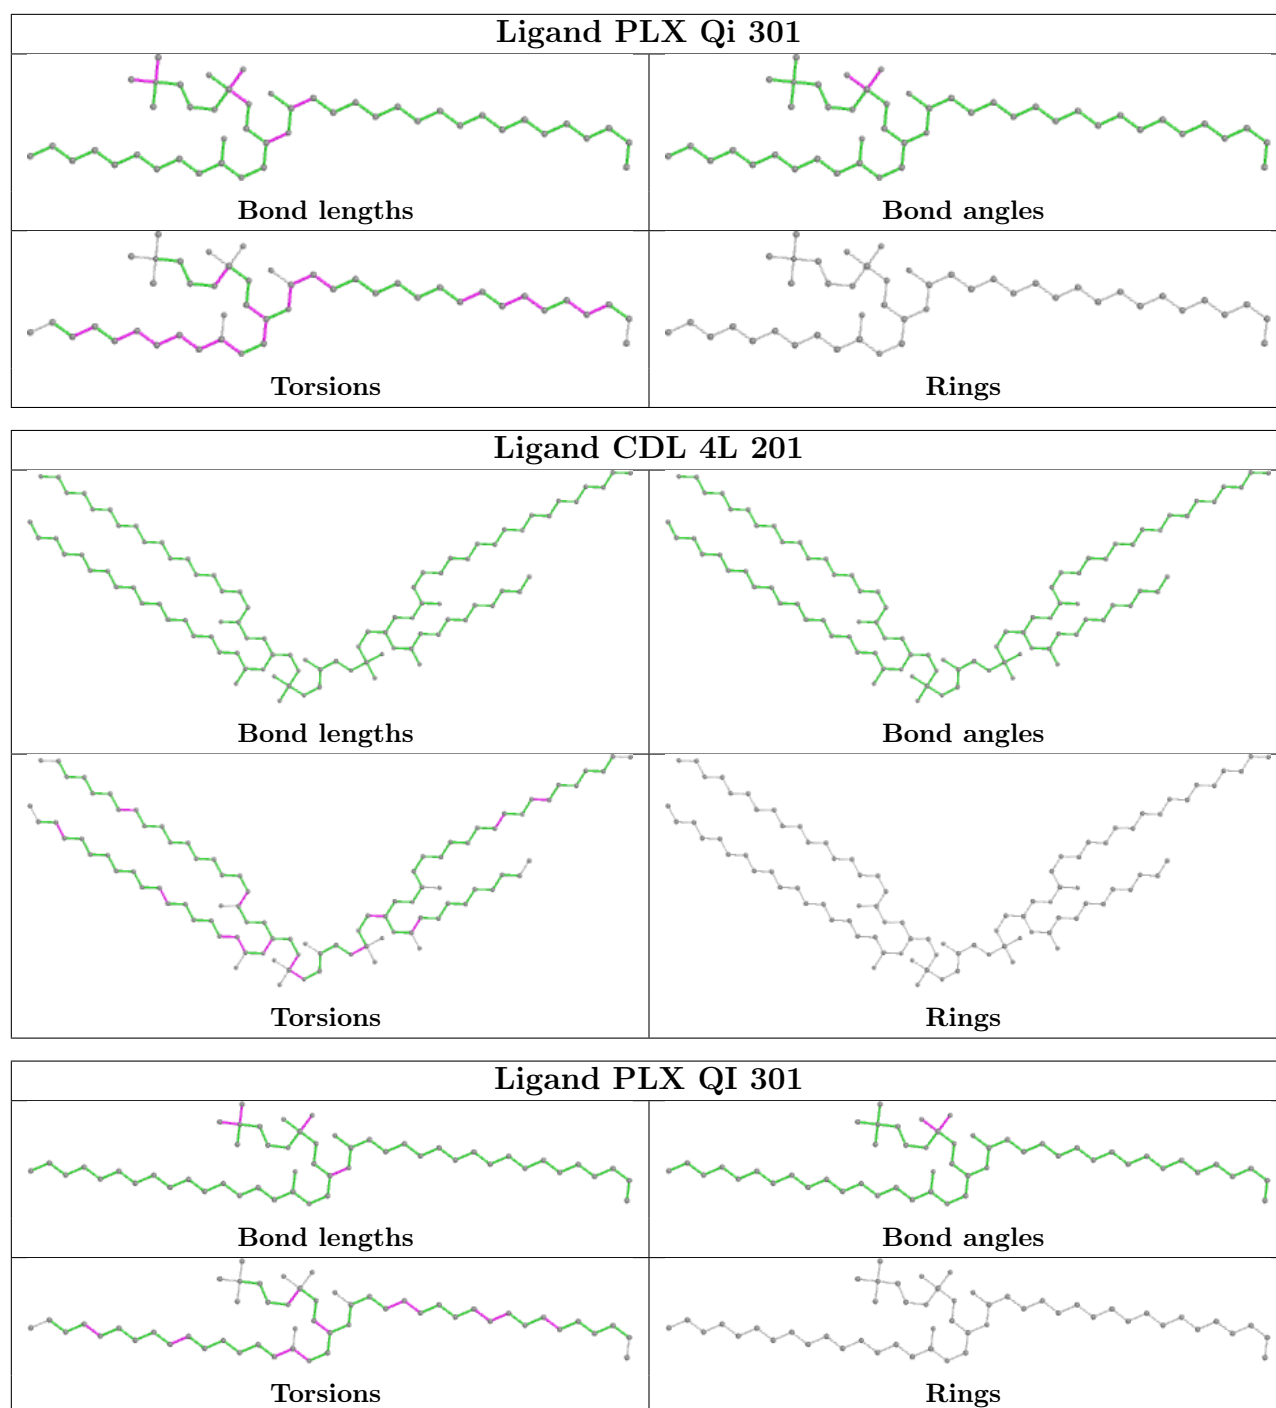 Ligand PLX Qi 301
Bond lengths
Bond angles
Torsions
Rings
Ligand CDL 4L 201
Bond lengths
Bond angles
Torsions
Rings
Ligand PLX QI 301
Bond lengths
Bond angles
Torsions
Rings